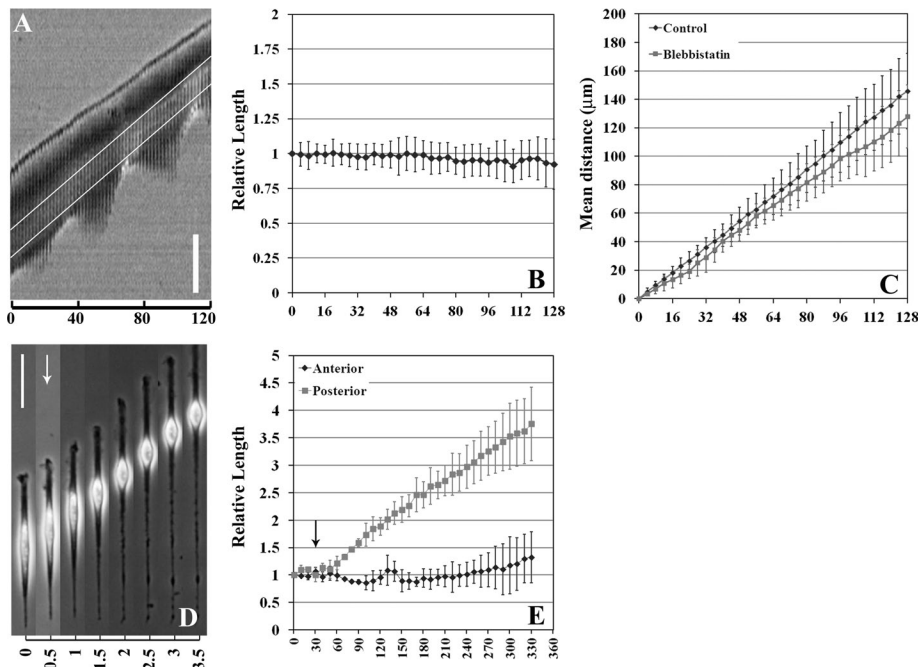 A
0 40 80 120
2
1.75
1.5
1.25
1
0.75
0.5
0.25
0
Relative Length
B
0 16 32 48 64 80 96 112 128
200
180
160
140
120
100
80
60
40
20
0
Mean distance (µm)
Control
Blebbistatin
C
0 16 32 48 64 80 96 112 128
D
0 0.5 1 1.5 2 2.5 3 3.5
5
4.5
4
3.5
3
2.5
2
1.5
1
0.5
0
Relative Length
Anterior
Posterior
E
0 30 60 90 120 150 180 210 240 270 300 330 360